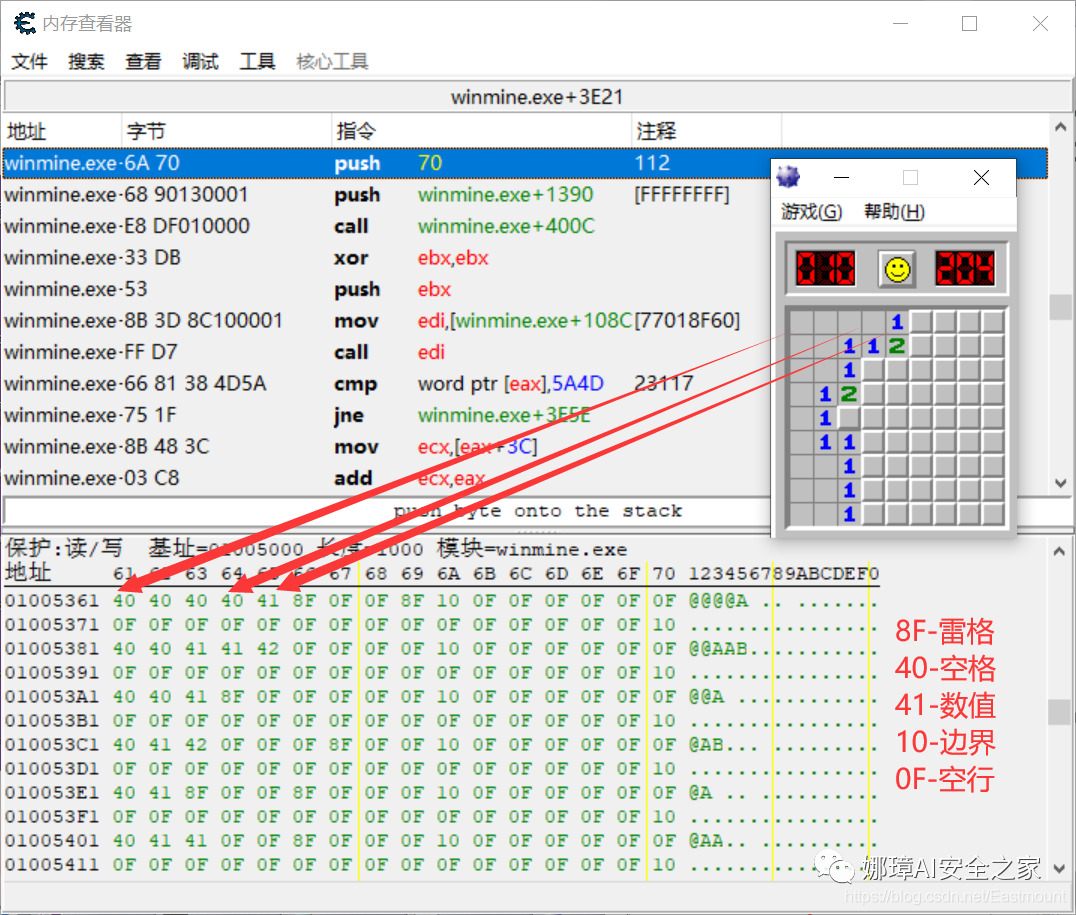 内存查看器
文件 搜索 查看 调试 工具 核心工具
winmine.exe+3E21
地址 字节 指令 注释
winmine.exe-6A 70 push 70 112
winmine.exe-68 90130001 push winmine.exe+1390 [FFFFFFFF]
winmine.exe-E8 DF010000 call winmine.exe+400C
winmine.exe-33 DB xor ebx,ebx
winmine.exe-53 push ebx
winmine.exe-8B 3D 8C100001 mov edi,[winmine.exe+108C [77018F60]
winmine.exe-FF D7 call edi
winmine.exe-66 81 38 4D5A cmp word ptr [eax],5A4D 23117
winmine.exe-75 1F jne winmine.exe+3E5E
winmine.exe-8B 48 3C mov ecx,[eax+3C]
winmine.exe-03 C8 add ecx,eax
push byte onto the stack
游戏(G) 帮助(H)
010 204
1
1 1 2
1
1 2
1
1 1
1
1
1
保护:读/写 基址=01005000 长度=1000 模块=winmine.exe
地址 61 62 63 64 65 66 67 68 69 6A 6B 6C 6D 6E 6F 70 123456789ABCDEF0
01005361 40 40 40 40 41 8F 0F 0F 8F 10 0F 0F 0F 0F 0F 0F @@@@A .. .......
01005371 0F 0F 0F 0F 0F 0F 0F 0F 0F 0F 0F 0F 0F 0F 0F 10 ................
01005381 40 40 41 41 42 0F 0F 0F 0F 10 0F 0F 0F 0F 0F 0F @@AAB...........
01005391 0F 0F 0F 0F 0F 0F 0F 0F 0F 0F 0F 0F 0F 0F 0F 10 ................
010053A1 40 40 41 8F 0F 0F 0F 0F 0F 10 0F 0F 0F 0F 0F 0F @@A ............
010053B1 0F 0F 0F 0F 0F 0F 0F 0F 0F 0F 0F 0F 0F 0F 0F 10 ................
010053C1 40 41 42 0F 0F 0F 8F 0F 0F 10 0F 0F 0F 0F 0F 0F @AB... .........
010053D1 0F 0F 0F 0F 0F 0F 0F 0F 0F 0F 0F 0F 0F 0F 0F 10 ................
010053E1 40 41 8F 0F 0F 8F 0F 0F 0F 10 0F 0F 0F 0F 0F 0F @A .. ..........
010053F1 0F 0F 0F 0F 0F 0F 0F 0F 0F 0F 0F 0F 0F 0F 0F 10 ................
01005401 40 41 41 0F 0F 8F 0F 0F 0F 10 0F 0F 0F 0F 0F 0F @AA.. ..........
01005411 0F 0F 0F 0F 0F 0F 0F 0F 0F 0F 0F 0F 0F 0F 0F 10 ................
8F-雷格
40-空格
41-数值
10-边界
0F-空行
娜璋AI安全之家
https://blog.csdn.net/Eastmount